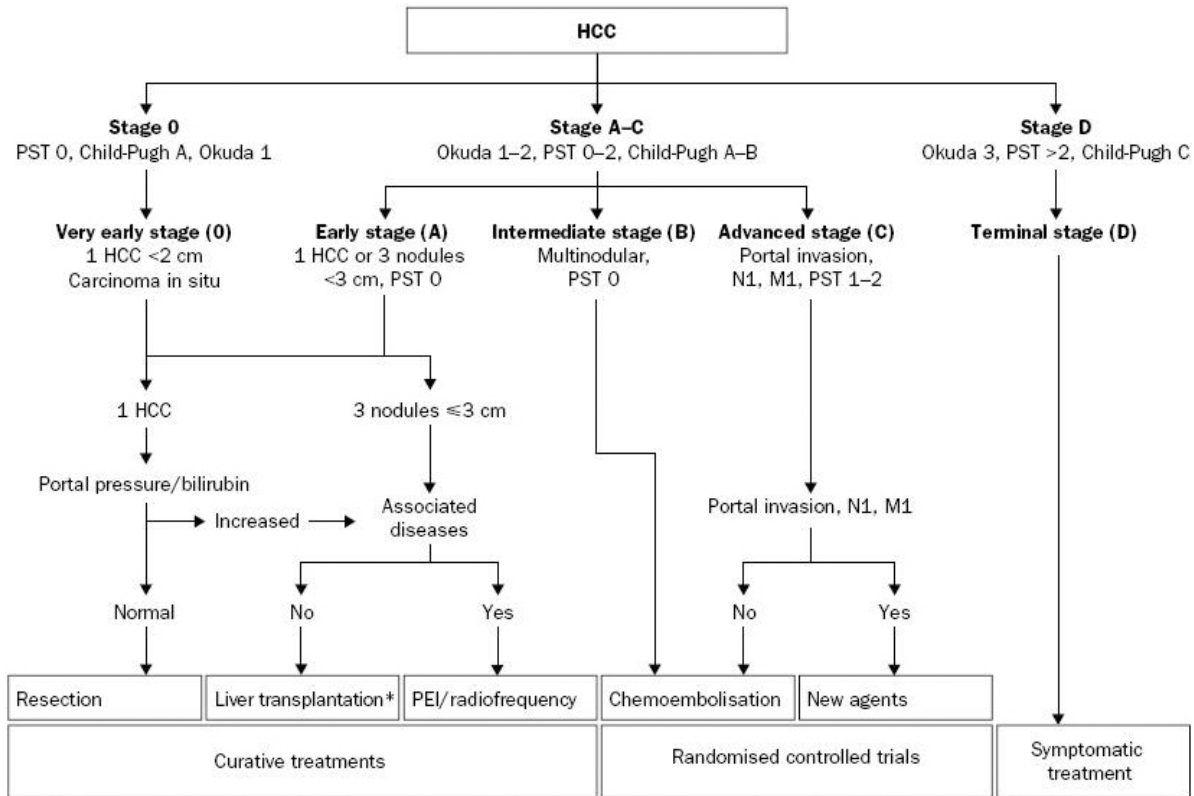 HCC
Stage 0
PST 0, Child-Pugh A, Okuda 1
Stage A–C
Okuda 1–2, PST 0–2, Child-Pugh A–B
Stage D
Okuda 3, PST >2, Child-Pugh C
Very early stage (0)
1 HCC <2 cm
Carcinoma in situ
Early stage (A)
1 HCC or 3 nodules
<3 cm, PST 0
Intermediate stage (B)
Multinodular,
PST 0
Advanced stage (C)
Portal invasion,
N1, M1, PST 1–2
Terminal stage (D)
1 HCC
3 nodules ⩽3 cm
Portal pressure/bilirubin
Increased
Associated
diseases
Portal invasion, N1, M1
Normal
No
Yes
No
Yes
Resection
Liver transplantation*
PEI/radiofrequency
Chemoembolisation
New agents
Curative treatments
Randomised controlled trials
Symptomatic
treatment